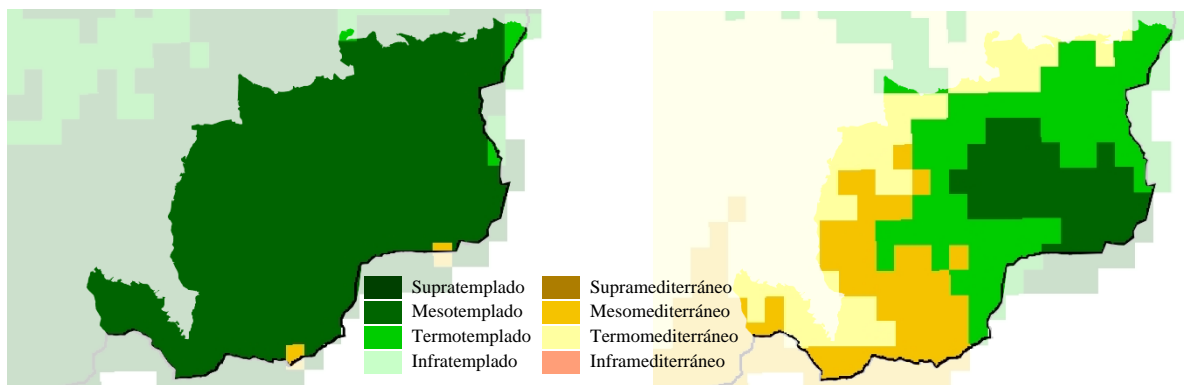 Supratemplado Supramediterráneo
Mesotemplado Mesomediterráneo
Termotemplado Termomediterráneo
Infratemplado Inframediterráneo